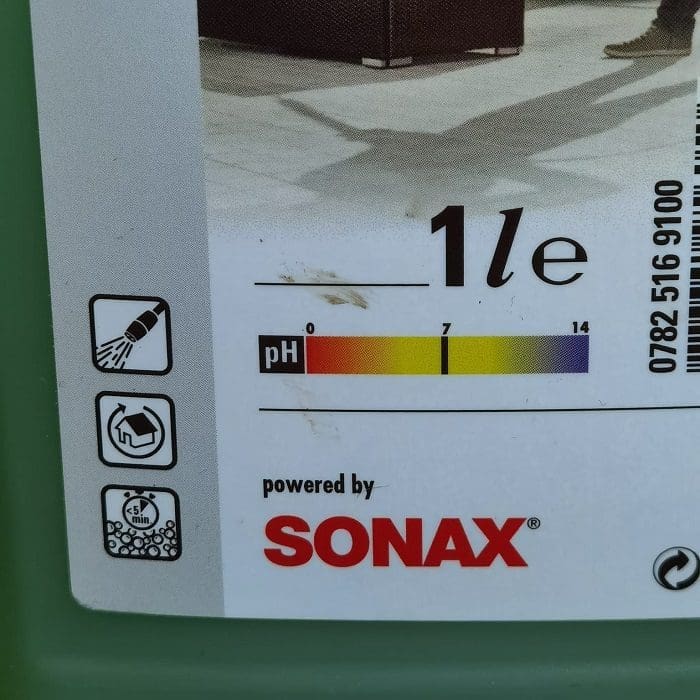 1 l e
0782 516 9100
0 7 14
pH
<5
min
powered by
SONAX®